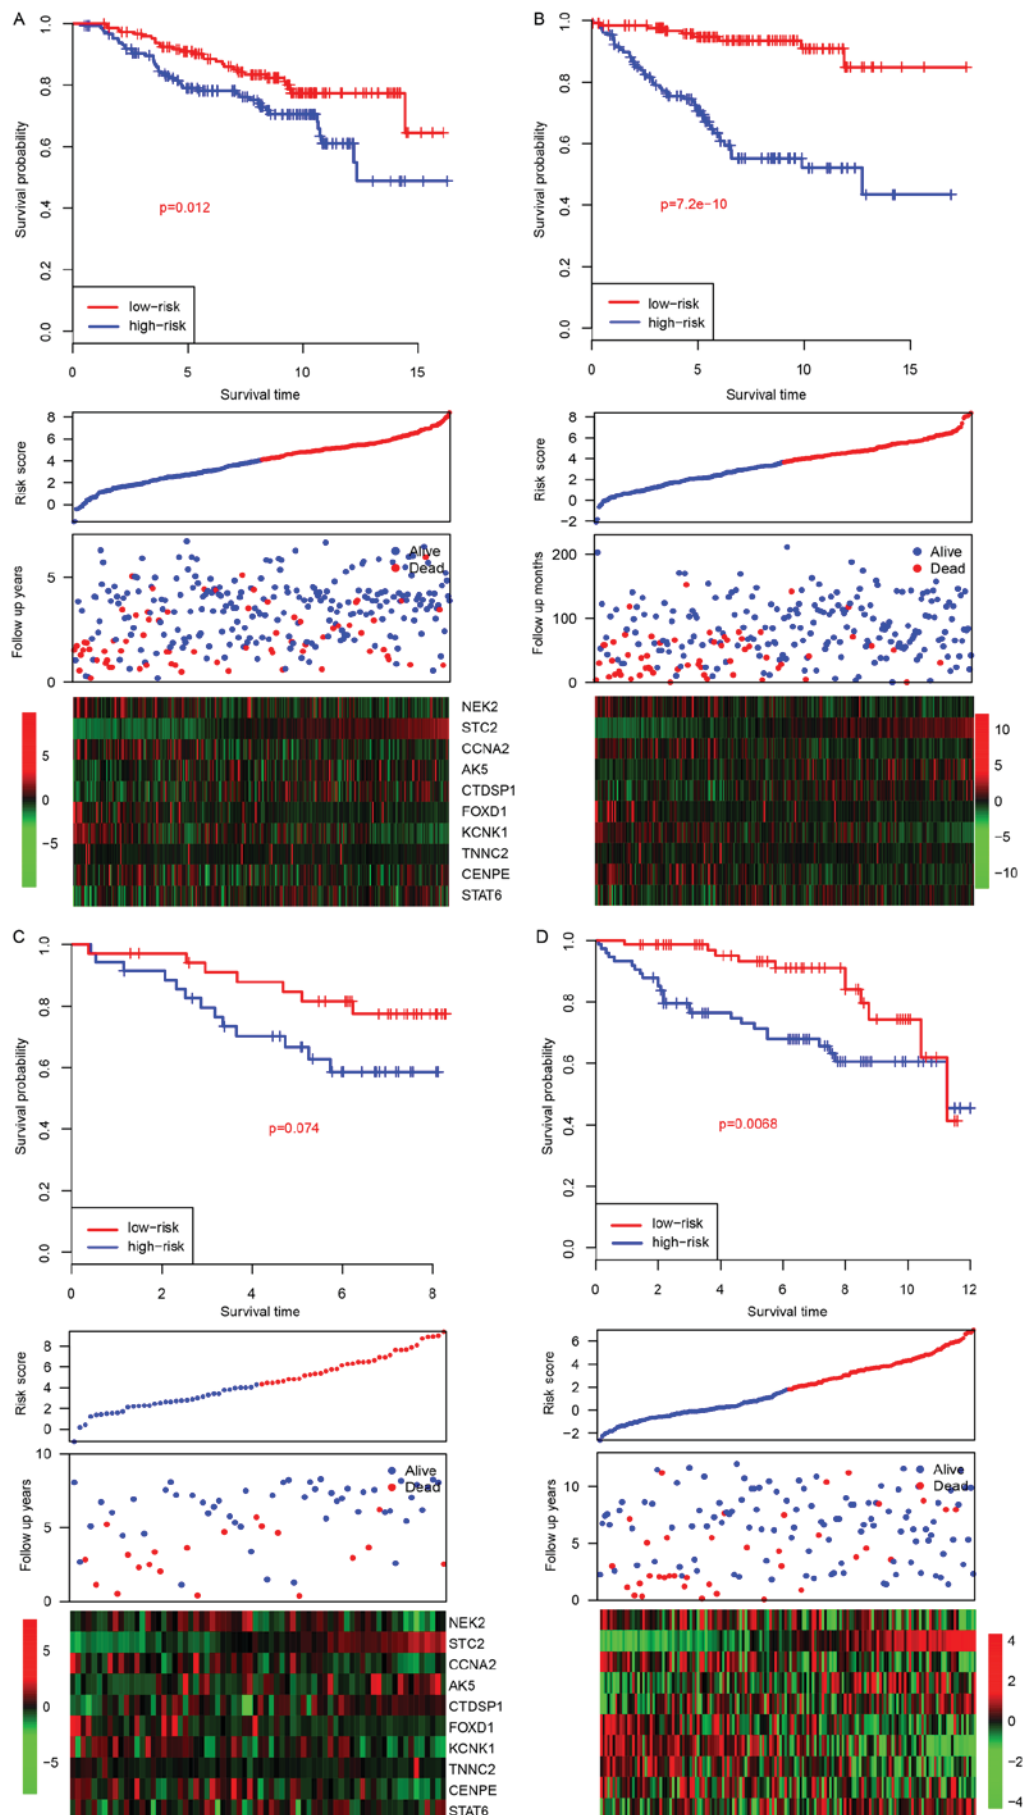 A
1.0
0.8
0.6
0.4
0.2
0.0
Survival probability
p=0.012
low-risk
high-risk
0 5 10 15
Survival time
8
6
4
2
0
Risk score
5
0
Follow up years
Alive
Dead
5
0
−5
NEK2
STC2
CCNA2
AK5
CTDSP1
FOXD1
KCNK1
TNNC2
CENPE
STAT6
B
1.0
0.8
0.6
0.4
0.2
0.0
Survival probability
p=7.2e−10
low-risk
high-risk
0 5 10 15
Survival time
8
6
4
2
0
−2
Risk score
200
100
0
Follow up months
Alive
Dead
10
5
0
−5
−10
C
1.0
0.8
0.6
0.4
0.2
0.0
Survival probability
p=0.074
low-risk
high-risk
0 2 4 6 8
Survival time
8
6
4
2
0
Risk score
10
5
0
Follow up years
Alive
Dead
5
0
−5
NEK2
STC2
CCNA2
AK5
CTDSP1
FOXD1
KCNK1
TNNC2
CENPE
STAT6
D
1.0
0.8
0.6
0.4
0.2
0.0
Survival probability
p=0.0068
low-risk
high-risk
0 2 4 6 8 10 12
Survival time
6
4
2
0
−2
Risk score
10
5
0
Follow up years
Alive
Dead
4
2
0
−2
−4